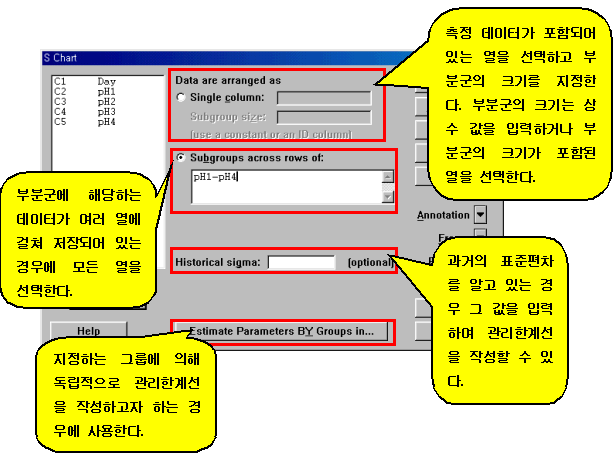 S Chart
C1 Day
C2 pH1
C3 pH2
C4 pH3
C5 pH4
Data are arranged as
Single column:
Subgroup size:
(use a constant or an ID column)
Subgroups across rows of:
pH1-pH4
Historical sigma: (optional)
Estimate Parameters BY Groups in...
Help
Annotation
측정 데이터가 포함되어
있는 열을 선택하고 부
분군의 크기를 지정한
다. 부분군의 크기는 상
수 값을 입력하거나 부
분군의 크기가 포함된
열을 선택한다.
부분군에 해당하는
데이터가 여러 열에
걸쳐 저장되어 있는
경우에 모든 열을
선택한다.
과거의 표준편차
를 알고 있는 경
우 그 값을 입력
하여 관리한계선
을 작성할 수 있
다.
지정하는 그룹에 의해
독립적으로 관리한계선
을 작성하고자 하는 경
우에 사용한다.